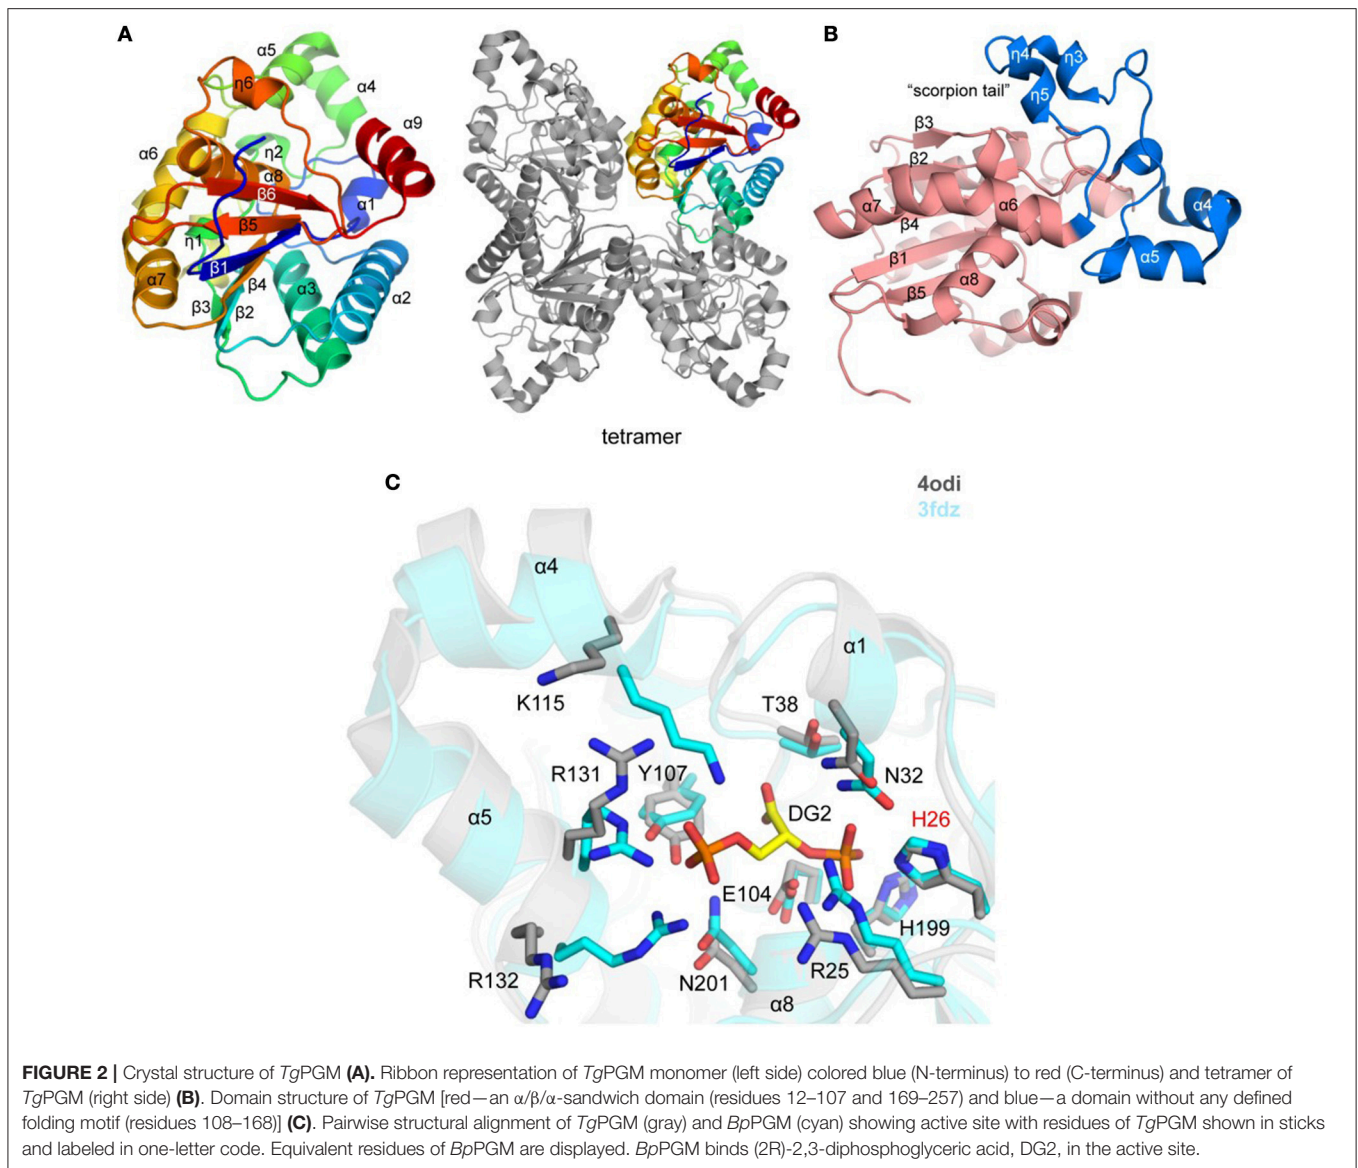 A
α5
η6
α4
α9
α6
η2
α8
β6
α1
β5
η1
β1
α7
β4
α3
α2
β3
β2
tetramer
B
η4
η3
"scorpion tail"
η5
β3
β2
α4
α7
α6
β4
β1
α5
β5
α8
C
4odi
3fdz
α4
α1
K115
T38
R131
Y107
N32
α5
DG2
H26
E104
H199
R132
N201
R25
α8
FIGURE 2 | Crystal structure of TgPGM (A). Ribbon representation of TgPGM monomer (left side) colored blue (N-terminus) to red (C-terminus) and tetramer of
TgPGM (right side) (B). Domain structure of TgPGM [red—an α/β/α-sandwich domain (residues 12–107 and 169–257) and blue—a domain without any defined
folding motif (residues 108–168)] (C). Pairwise structural alignment of TgPGM (gray) and BpPGM (cyan) showing active site with residues of TgPGM shown in sticks
and labeled in one-letter code. Equivalent residues of BpPGM are displayed. BpPGM binds (2R)-2,3-diphosphoglyceric acid, DG2, in the active site.